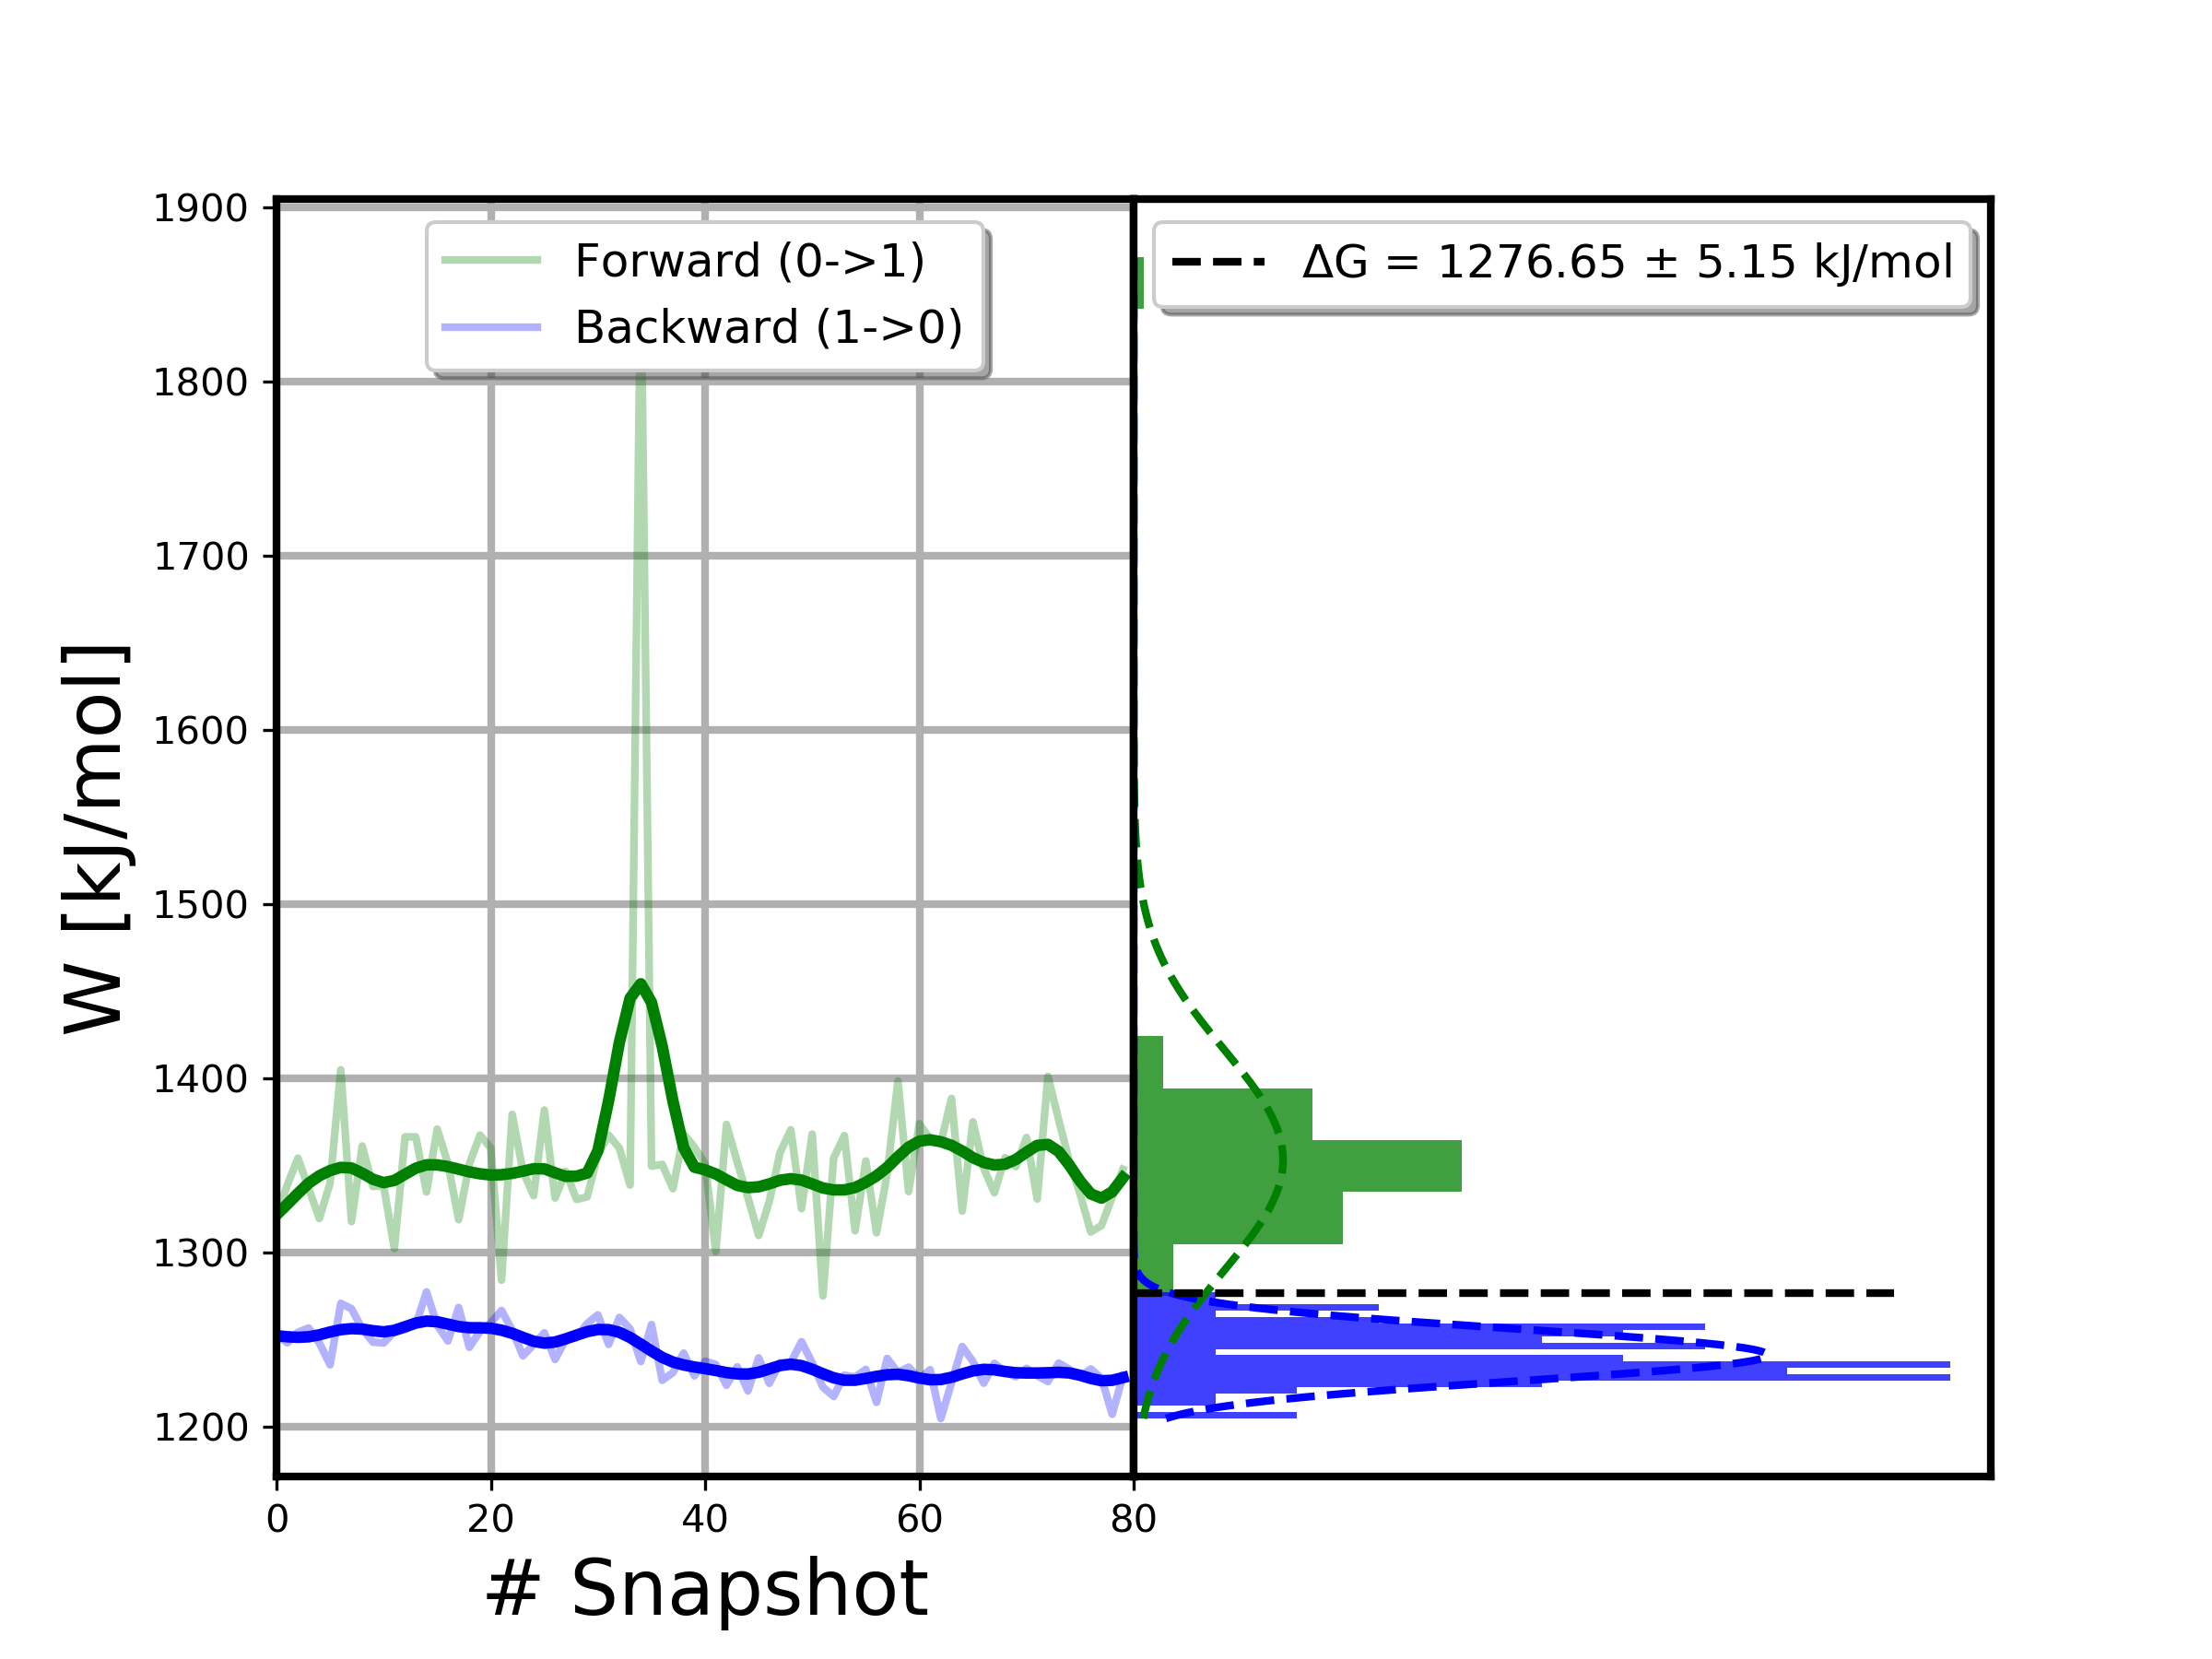 1900
1800
1700
1600
1500
1400
1300
1200
W [kJ/mol]
Forward (0->1)
Backward (1->0)
ΔG = 1276.65 ± 5.15 kJ/mol
0 20 40 60 80
# Snapshot